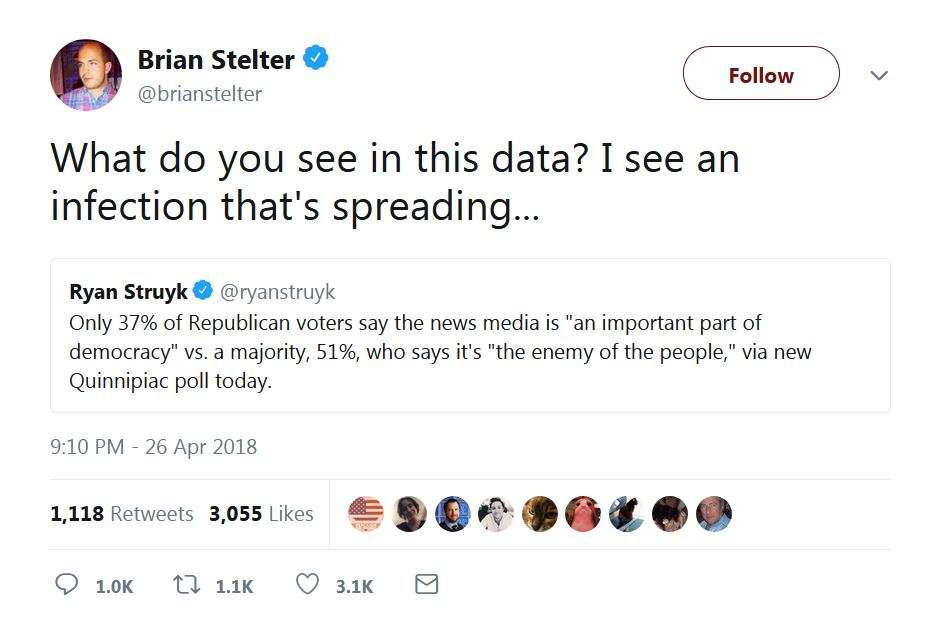 Brian Stelter
@brianstelter
Follow
What do you see in this data? I see an
infection that's spreading...
Ryan Struyk @ryanstruyk
Only 37% of Republican voters say the news media is "an important part of
democracy" vs. a majority, 51%, who says it's "the enemy of the people," via new
Quinnipiac poll today.
9:10 PM - 26 Apr 2018
1,118 Retweets 3,055 Likes
1.0K 1.1K 3.1K